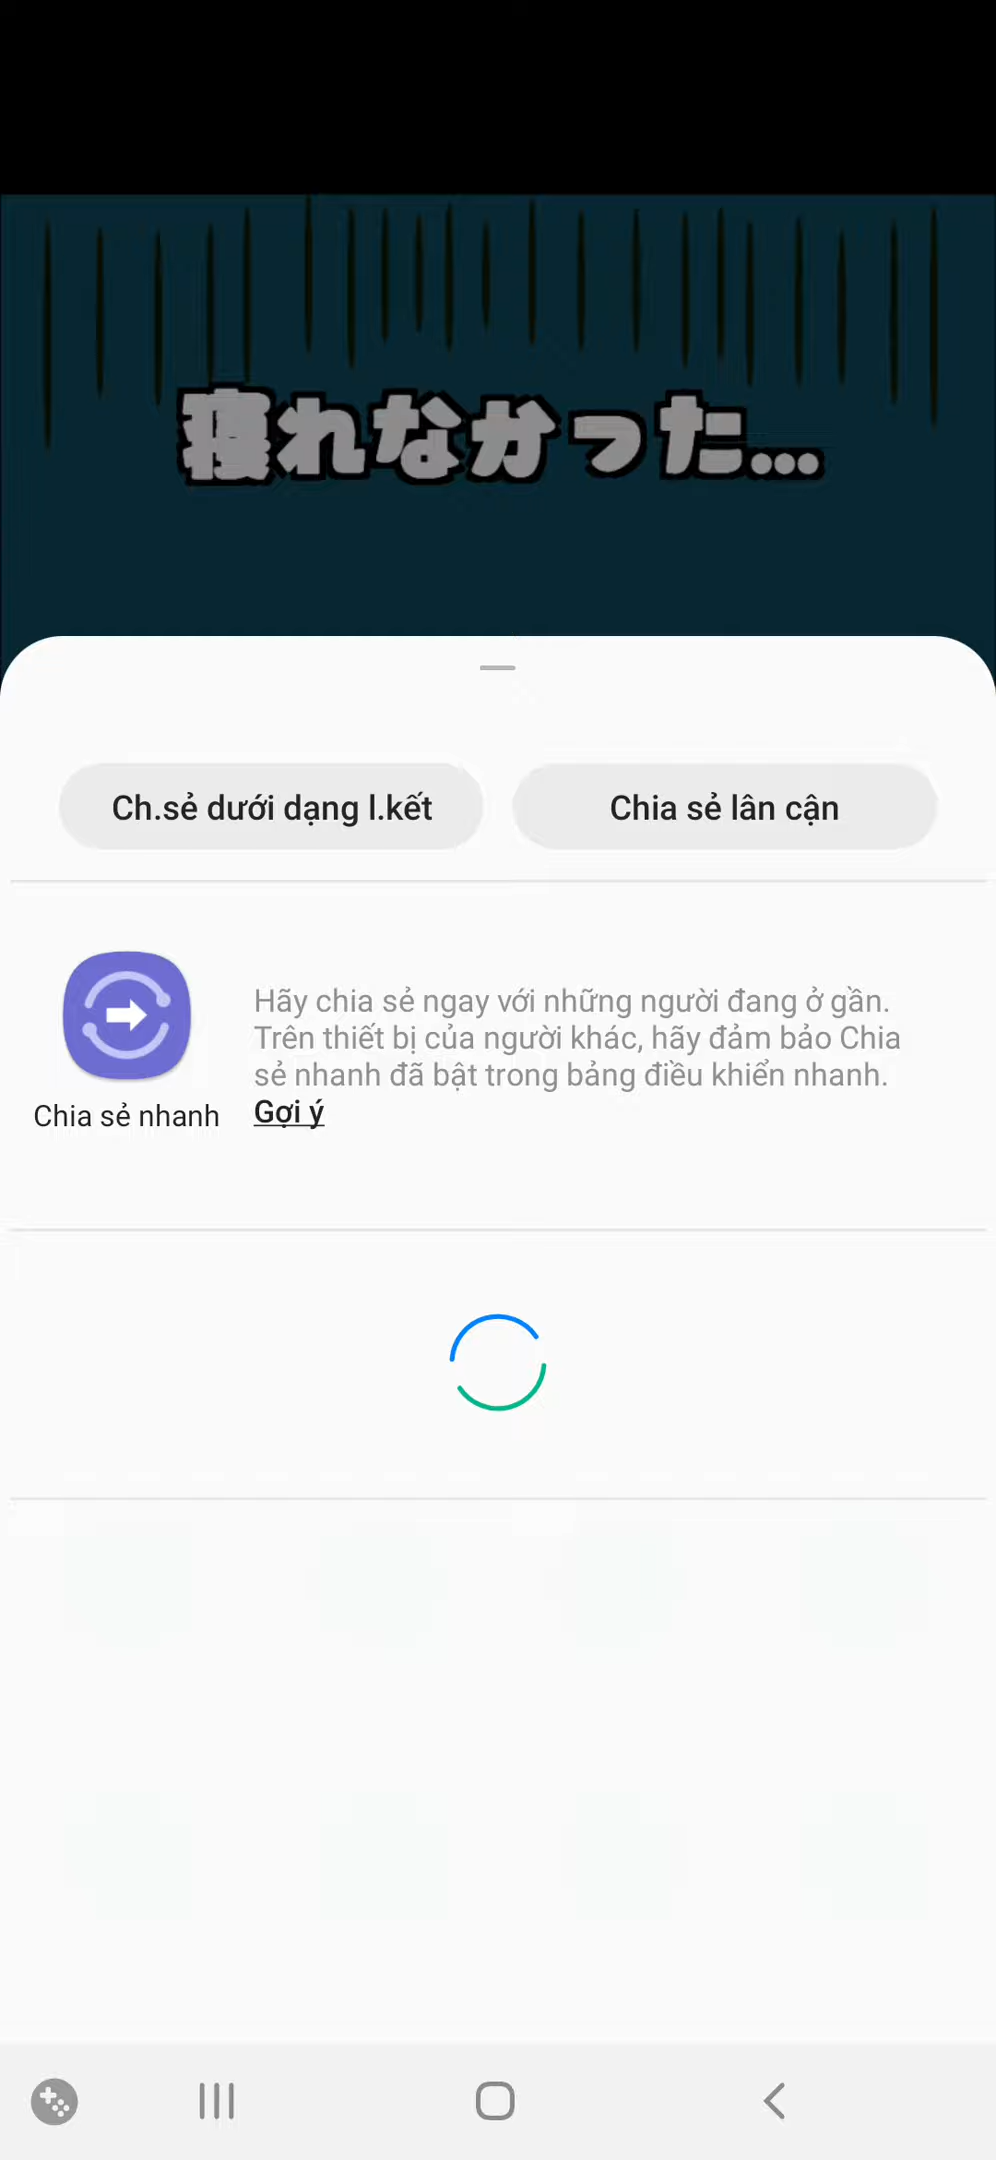 寝れなかった...
Ch.sẻ dưới dạng l.kết
Chia sẻ lân cận
Hãy chia sẻ ngay với những người đang ở gần.
Trên thiết bị của người khác, hãy đảm bảo Chia
sẻ nhanh đã bật trong bảng điều khiển nhanh.
Gợi ý
Chia sẻ nhanh